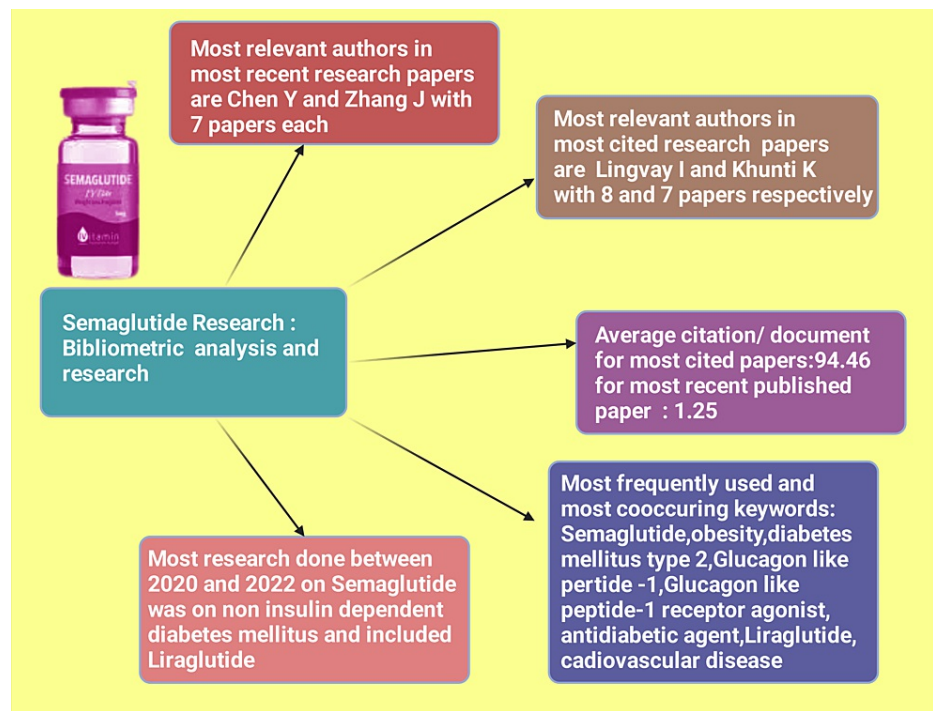 Most relevant authors in
most recent research papers
are Chen Y and Zhang J with
7 papers each
SEMAGLUTIDE
5mg
iVitamin
Most relevant authors in
most cited research papers
are Lingvay I and Khunti K
with 8 and 7 papers respectively
Semaglutide Research :
Bibliometric analysis and
research
Average citation/ document
for most cited papers:94.46
for most recent published
paper : 1.25
Most frequently used and
most cooccuring keywords:
Semaglutide,obesity,diabetes
mellitus type 2,Glucagon like
pertide -1,Glucagon like
peptide-1 receptor agonist,
antidiabetic agent,Liraglutide,
cadiovascular disease
Most research done between
2020 and 2022 on Semaglutide
was on non insulin dependent
diabetes mellitus and included
Liraglutide